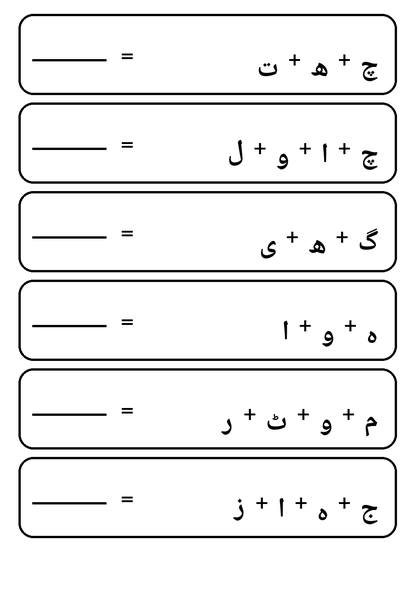 چ + ھ + ت = ______
چ + ا + و + ل = ______
گ + ھ + ی = ______
ہ + و + ا = ______
م + و + ٹ + ر = ______
ج + ہ + ا + ز = ______